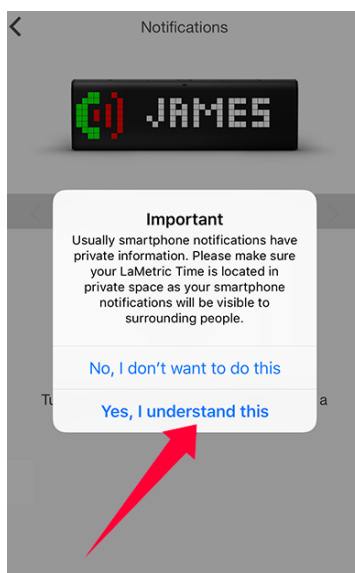 Notifications
JAMES
Important
Usually smartphone notifications have
private information. Please make sure
your LaMetric Time is located in
private space as your smartphone
notifications will be visible to
surrounding people.
No, I don't want to do this
Tu a
Yes, I understand this